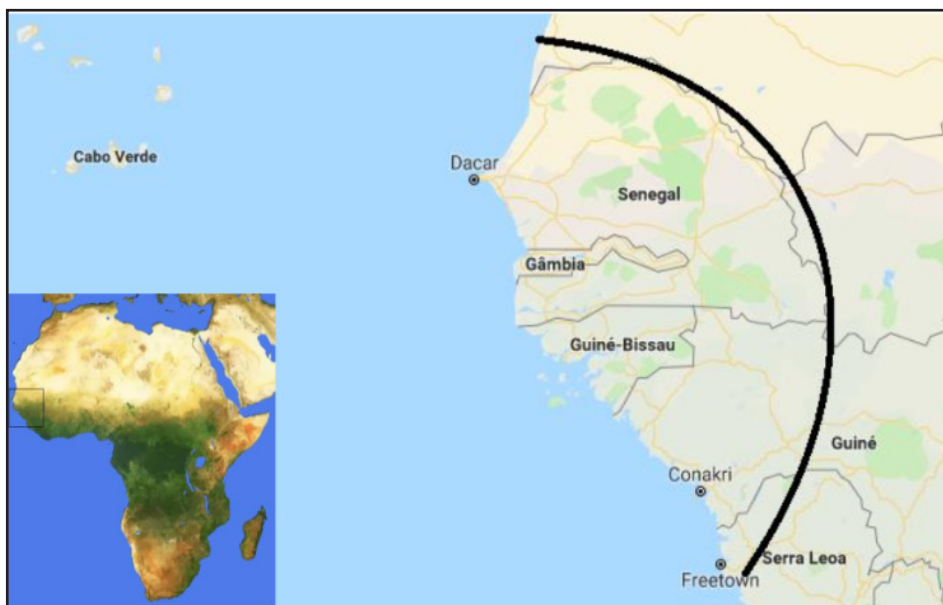 Cabo Verde
Dacar
Senegal
Gâmbia
Guiné-Bissau
Guiné
Conakri
Serra Leoa
Freetown